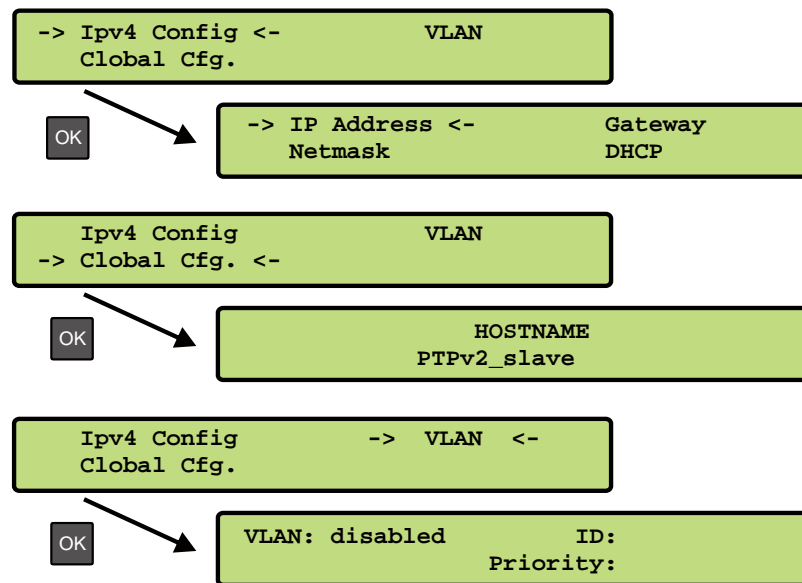 -> Ipv4 Config <- VLAN
Clobal Cfg.
OK
-> IP Address <- Gateway
Netmask DHCP
Ipv4 Config VLAN
-> Clobal Cfg. <-
OK
HOSTNAME
PTPv2_slave
Ipv4 Config -> VLAN <-
Clobal Cfg.
OK
VLAN: disabled ID:
Priority: